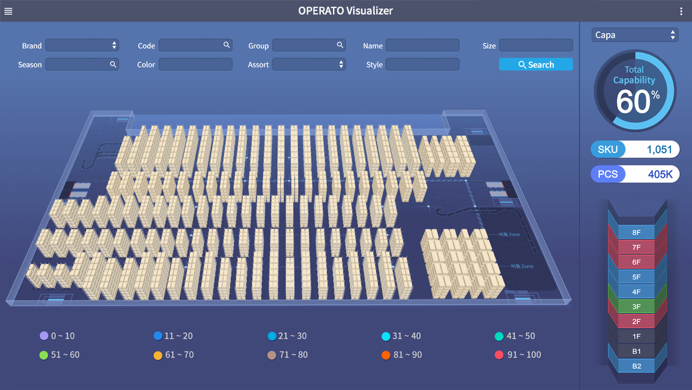 OPERATO Visualizer
Brand Code Group Name Size
Season Color Assort Style Search
Capa
Total
Capability
60%
SKU 1,051
PCS 405K
8F
7F
6F
5F
4F
3F
2F
1F
B1
B2
0 ~ 10 11 ~ 20 21 ~ 30 31 ~ 40 41 ~ 50
51 ~ 60 61 ~ 70 71 ~ 80 81 ~ 90 91 ~ 100